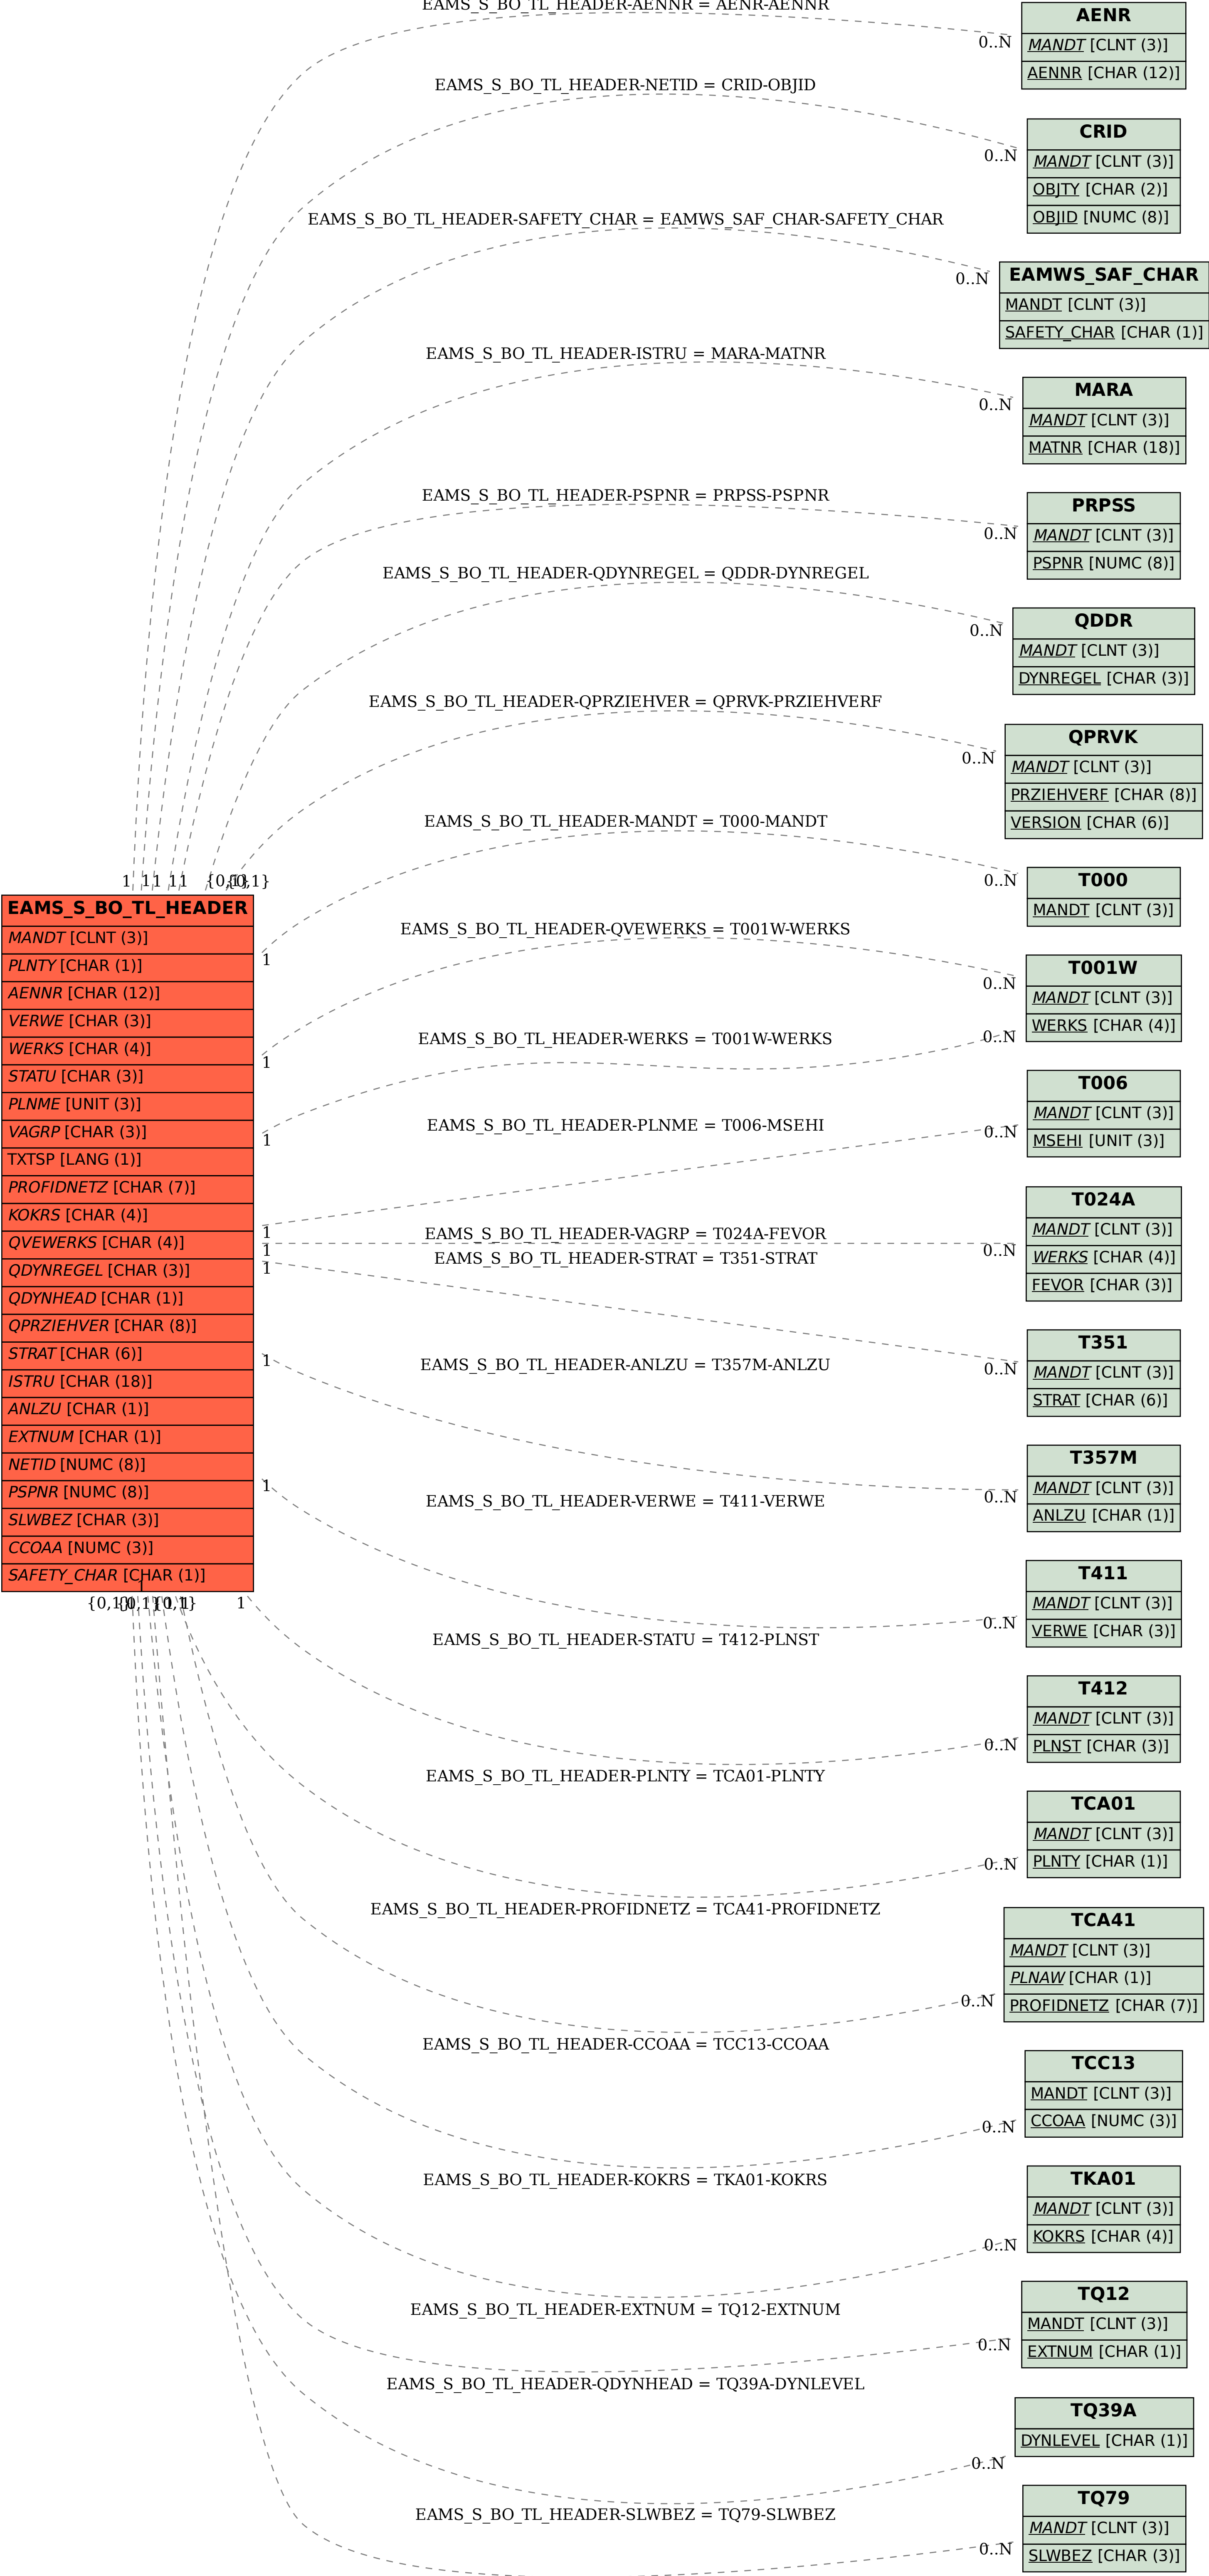 EAMS_S_BO_TL_HEADER-AENNR = AENR-AENNR
0..N
AENR
MANDT [CLNT (3)]
AENNR [CHAR (12)]
EAMS_S_BO_TL_HEADER-NETID = CRID-OBJID
0..N
CRID
MANDT [CLNT (3)]
OBJTY [CHAR (2)]
OBJID [NUMC (8)]
EAMS_S_BO_TL_HEADER-SAFETY_CHAR = EAMWS_SAF_CHAR-SAFETY_CHAR
0..N
EAMWS_SAF_CHAR
MANDT [CLNT (3)]
SAFETY_CHAR [CHAR (1)]
EAMS_S_BO_TL_HEADER-ISTRU = MARA-MATNR
0..N
MARA
MANDT [CLNT (3)]
MATNR [CHAR (18)]
EAMS_S_BO_TL_HEADER-PSPNR = PRPSS-PSPNR
0..N
PRPSS
MANDT [CLNT (3)]
PSPNR [NUMC (8)]
EAMS_S_BO_TL_HEADER-QDYNREGEL = QDDR-DYNREGEL
0..N
QDDR
MANDT [CLNT (3)]
DYNREGEL [CHAR (3)]
EAMS_S_BO_TL_HEADER-QPRZIEHVER = QPRVK-PRZIEHVERF
0..N
QPRVK
MANDT [CLNT (3)]
PRZIEHVERF [CHAR (8)]
VERSION [CHAR (6)]
EAMS_S_BO_TL_HEADER-MANDT = T000-MANDT
0..N
T000
MANDT [CLNT (3)]
1 1 1 1 1
EAMS_S_BO_TL_HEADER
MANDT [CLNT (3)]
PLNTY [CHAR (1)]
AENNR [CHAR (12)]
VERWE [CHAR (3)]
WERKS [CHAR (4)]
STATU [CHAR (3)]
PLNME [UNIT (3)]
VAGRP [CHAR (3)]
TXTSP [LANG (1)]
PROFIDNETZ [CHAR (7)]
KOKRS [CHAR (4)]
QVEWERKS [CHAR (4)]
QDYNREGEL [CHAR (3)]
QDYNHEAD [CHAR (1)]
QPRZIEHVER [CHAR (8)]
STRAT [CHAR (6)]
ISTRU [CHAR (18)]
ANLZU [CHAR (1)]
EXTNUM [CHAR (1)]
NETID [NUMC (8)]
PSPNR [NUMC (8)]
SLWBEZ [CHAR (3)]
CCOAA [NUMC (3)]
SAFETY_CHAR [CHAR (1)]
1
1
1
1
1
1
1
1
1
EAMS_S_BO_TL_HEADER-QVEWERKS = T001W-WERKS
0..N
T001W
MANDT [CLNT (3)]
WERKS [CHAR (4)]
EAMS_S_BO_TL_HEADER-WERKS = T001W-WERKS
0..N
EAMS_S_BO_TL_HEADER-PLNME = T006-MSEHI
0..N
T006
MANDT [CLNT (3)]
MSEHI [UNIT (3)]
EAMS_S_BO_TL_HEADER-VAGRP = T024A-FEVOR
0..N
T024A
MANDT [CLNT (3)]
WERKS [CHAR (4)]
FEVOR [CHAR (3)]
EAMS_S_BO_TL_HEADER-STRAT = T351-STRAT
0..N
T351
MANDT [CLNT (3)]
STRAT [CHAR (6)]
EAMS_S_BO_TL_HEADER-ANLZU = T357M-ANLZU
0..N
T357M
MANDT [CLNT (3)]
ANLZU [CHAR (1)]
EAMS_S_BO_TL_HEADER-VERWE = T411-VERWE
0..N
T411
MANDT [CLNT (3)]
VERWE [CHAR (3)]
EAMS_S_BO_TL_HEADER-STATU = T412-PLNST
0..N
T412
MANDT [CLNT (3)]
PLNST [CHAR (3)]
EAMS_S_BO_TL_HEADER-PLNTY = TCA01-PLNTY
0..N
TCA01
MANDT [CLNT (3)]
PLNTY [CHAR (1)]
EAMS_S_BO_TL_HEADER-PROFIDNETZ = TCA41-PROFIDNETZ
0..N
TCA41
MANDT [CLNT (3)]
PLNAW [CHAR (1)]
PROFIDNETZ [CHAR (7)]
EAMS_S_BO_TL_HEADER-CCOAA = TCC13-CCOAA
0..N
TCC13
MANDT [CLNT (3)]
CCOAA [NUMC (3)]
EAMS_S_BO_TL_HEADER-KOKRS = TKA01-KOKRS
0..N
TKA01
MANDT [CLNT (3)]
KOKRS [CHAR (4)]
EAMS_S_BO_TL_HEADER-EXTNUM = TQ12-EXTNUM
0..N
TQ12
MANDT [CLNT (3)]
EXTNUM [CHAR (1)]
EAMS_S_BO_TL_HEADER-QDYNHEAD = TQ39A-DYNLEVEL
0..N
TQ39A
DYNLEVEL [CHAR (1)]
EAMS_S_BO_TL_HEADER-SLWBEZ = TQ79-SLWBEZ
0..N
TQ79
MANDT [CLNT (3)]
SLWBEZ [CHAR (3)]